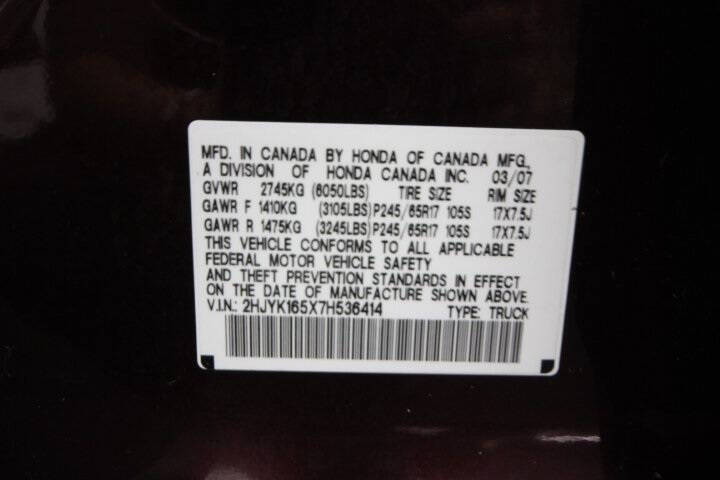 MFD. IN CANADA BY HONDA OF CANADA MFG.,
A DIVISION OF HONDA CANADA INC. 03/07
GVWR 2745KG (6050LBS) TIRE SIZE RIM SIZE
GAWR F 1410KG (3105LBS) P245/65R17 105S 17X7.5J
GAWR R 1475KG (3245LBS) P245/65R17 105S 17X7.5J
THIS VEHICLE CONFORMS TO ALL APPLICABLE
FEDERAL MOTOR VEHICLE SAFETY
AND THEFT PREVENTION STANDARDS IN EFFECT
ON THE DATE OF MANUFACTURE SHOWN ABOVE.
V.I.N.: 2HJYK165X7H536414 TYPE: TRUCK